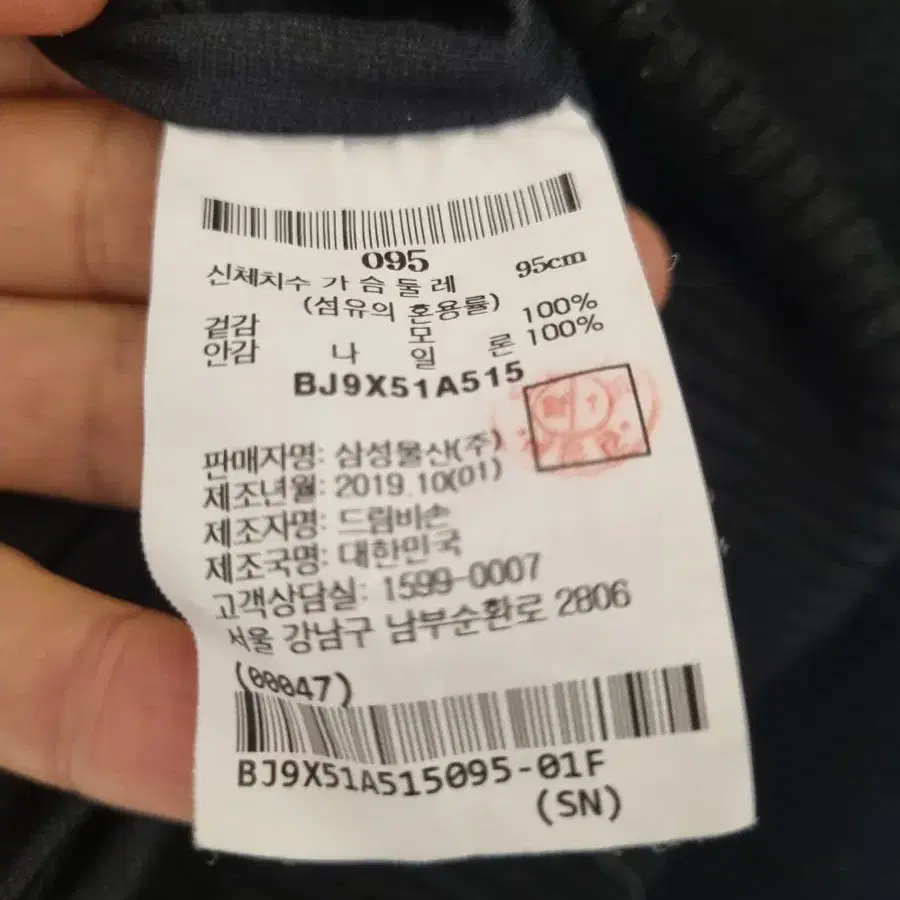 095
신체치수 가 슴 둘 레 95cm
(섬유의 혼용률)
겉감 모 100%
안감 나 일 론 100%
BJ9X51A515
판매자명: 삼성물산(주)
제조년월: 2019.10(01)
제조자명: 드림비손
제조국명: 대한민국
고객상담실: 1599-0007
서울 강남구 남부순환로 2806
(00047)
BJ9X51A515095-01F
(SN)